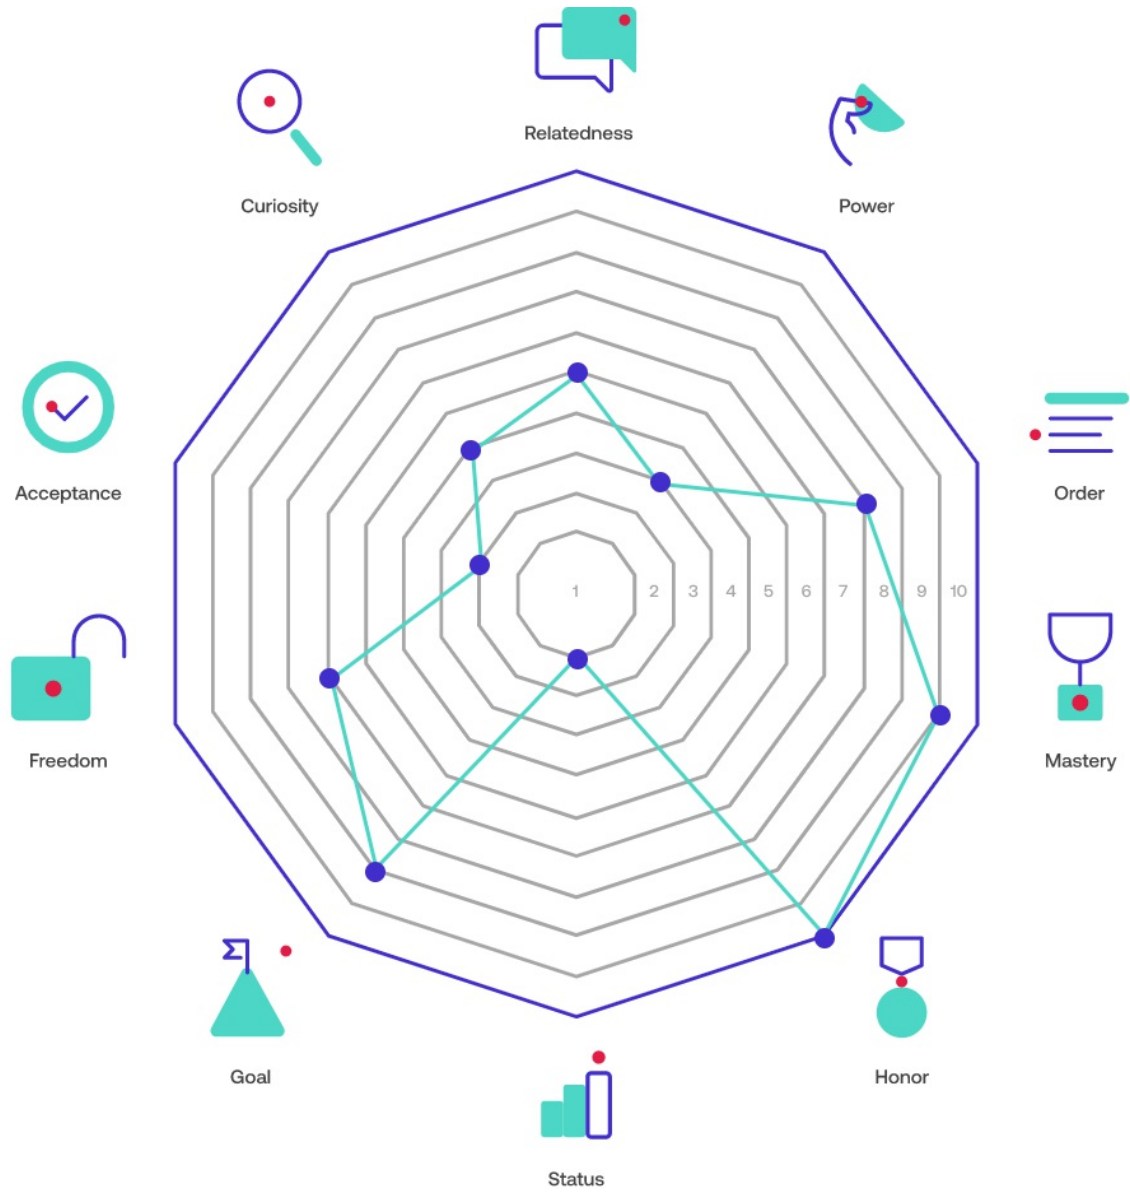 Relatedness
Curiosity
Power
Acceptance
Order
1 2 3 4 5 6 7 8 9 10
Freedom
Mastery
Goal
Honor
Status